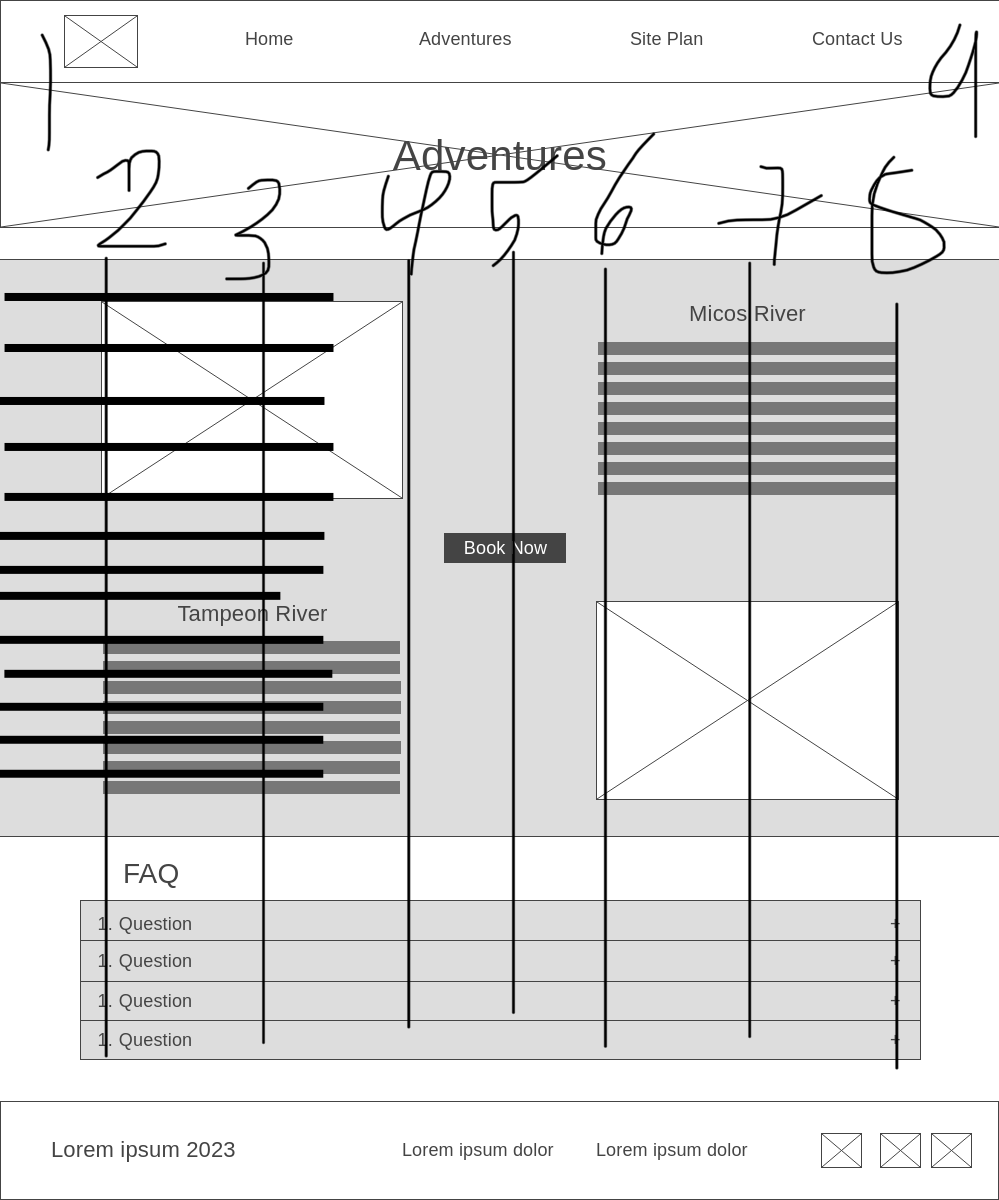 Home Adventures Site Plan Contact Us
1 9
Adventures
2 3 4 5 6 7 8
Micos River
Book Now
Tampeon River
FAQ
1. Question +
1. Question +
1. Question +
1. Question +
Lorem ipsum 2023 Lorem ipsum dolor Lorem ipsum dolor